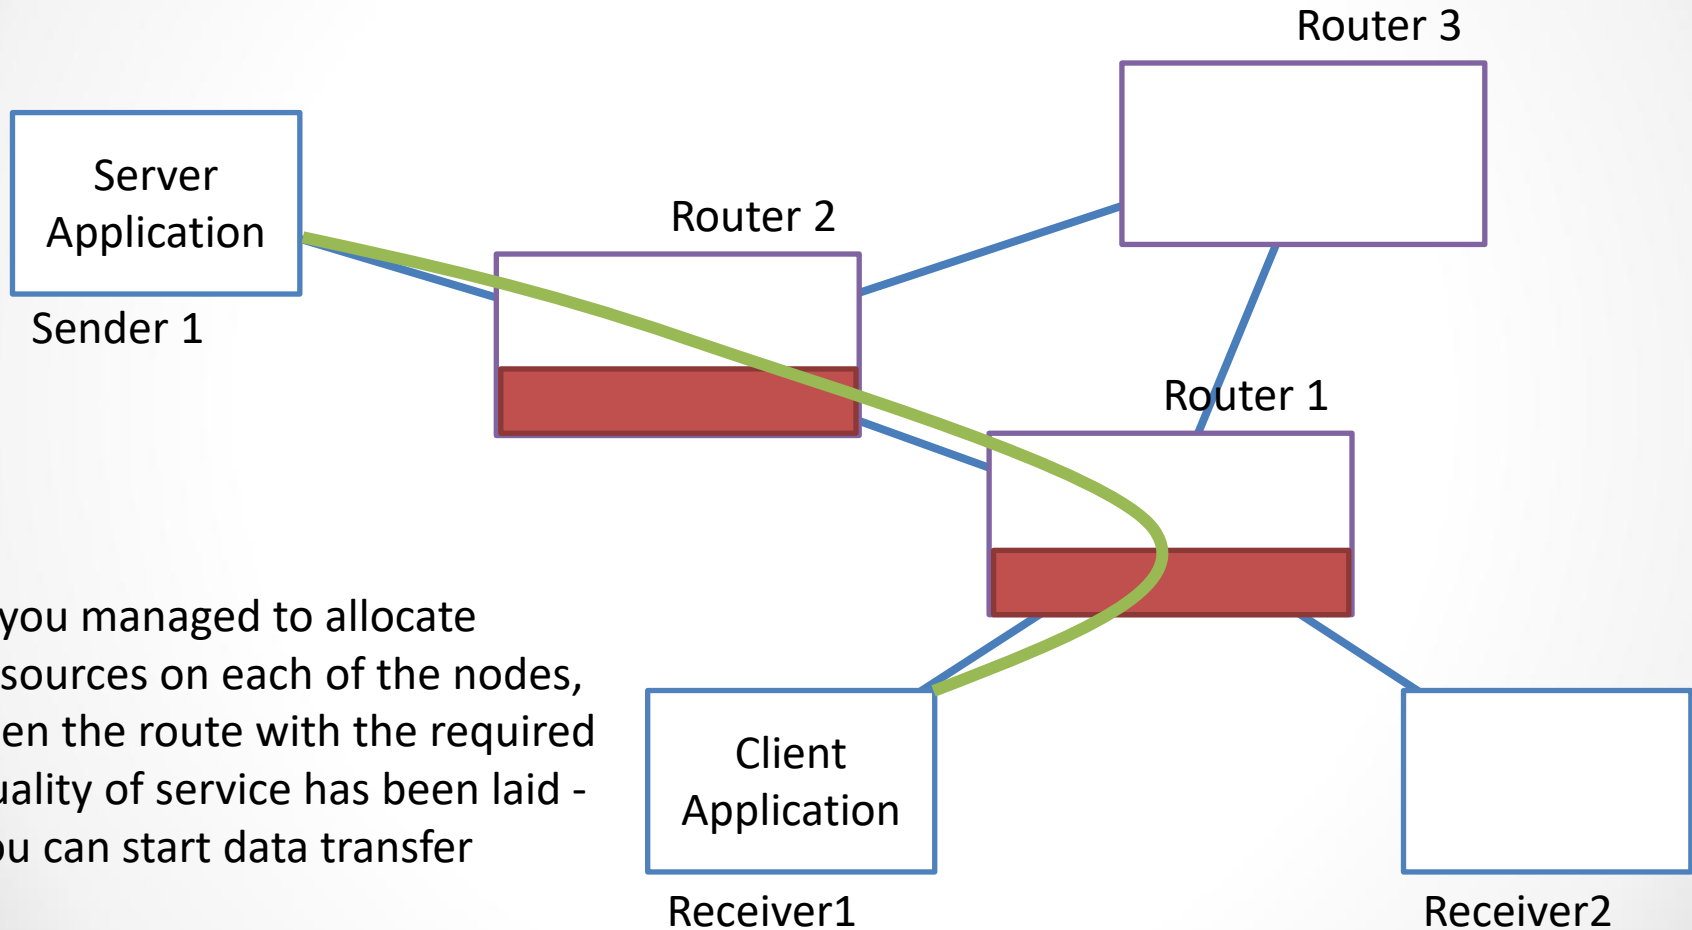 Router 3
Server
Application
Router 2
Sender 1
Router 1
you managed to allocate
sources on each of the nodes,
en the route with the required
uality of service has been laid -
ou can start data transfer
Client
Application
Receiver1
Receiver2